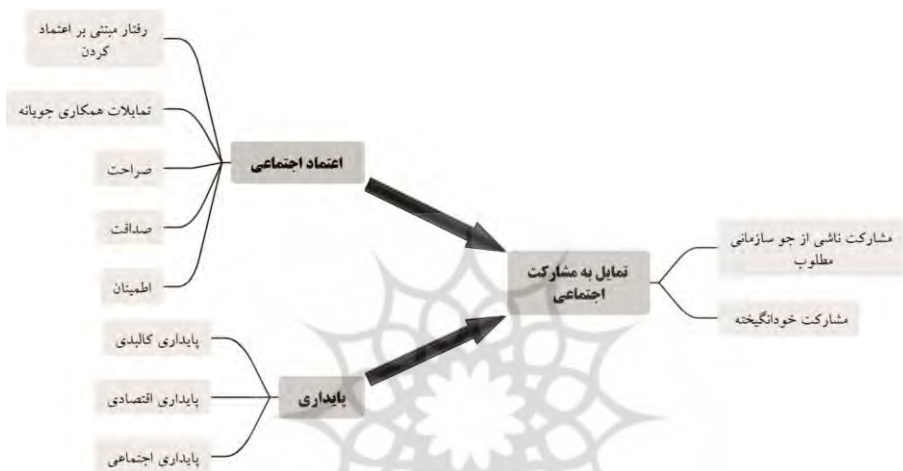 رفتار مبتنی بر اعتماد
کردن
تمایلات همکاری جویانه
صراحت
صداقت
اطمینان
اعتماد اجتماعی
پایداری کالبدی
پایداری اقتصادی
پایداری اجتماعی
پایداری
تمایل به مشارکت
اجتماعی
مشارکت ناشی از جو سازمانی
مطلوب
مشارکت خودانگیخته